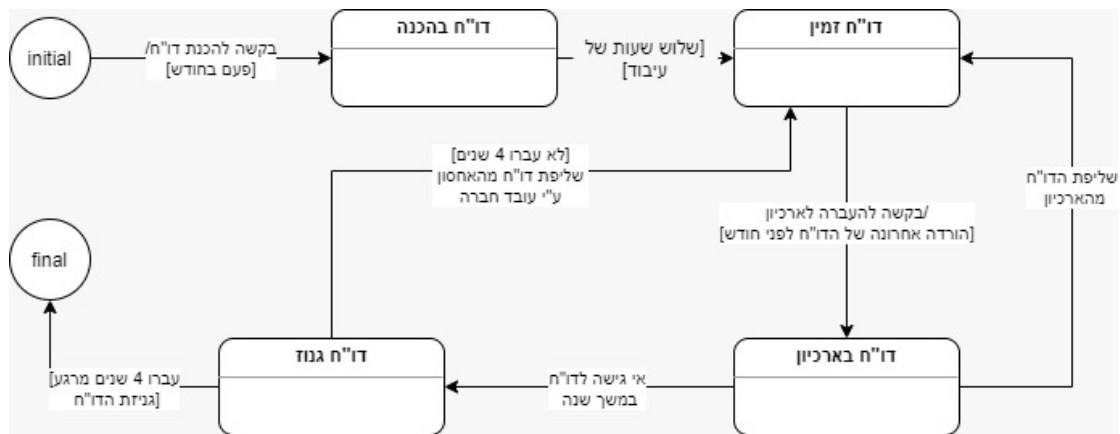 initial
בקשה להכנת דו"ח/
[פעם בחודש]
דו"ח בהכנה
[שלוש שעות של
עיבוד]
דו"ח זמין
[לא עברו 4 שנים]
שליפת דו"ח מהאחסון
ע"י עובד חברה
/בקשה להעברה לארכיון
[הורדה אחרונה של הדו"ח לפני חודש]
שליפת הדו"ח
מהארכיון
final
עברו 4 שנים מרגע]
[גניזת הדו"ח
דו"ח גנוז
אי גישה לדו"ח
במשך שנה
דו"ח בארכיון